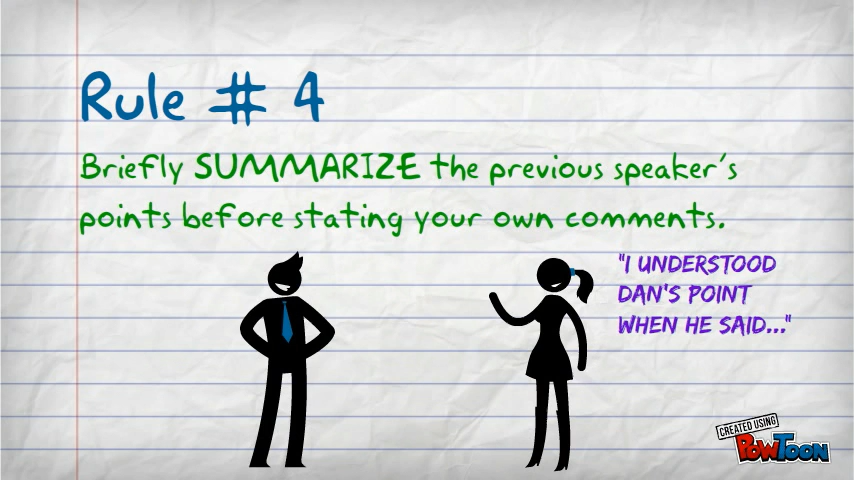 Rule # 4
Briefly SUMMARIZE the previous speaker's
points before stating your own comments.
"I UNDERSTOOD
DAN'S POINT
WHEN HE SAID..."
CREATED USING
POWTOON